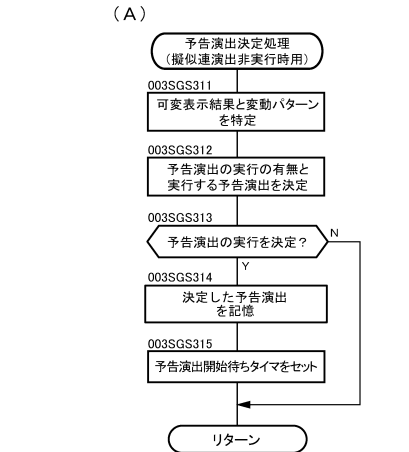 (A)
予告演出決定処理
(擬似連演出非実行時用)
003SGS311
可変表示結果と変動パターン
を特定
003SGS312
予告演出の実行の有無と
実行する予告演出を決定
003SGS313
予告演出の実行を決定？
N
Y
003SGS314
決定した予告演出
を記憶
003SGS315
予告演出開始待ちタイマをセット
リターン